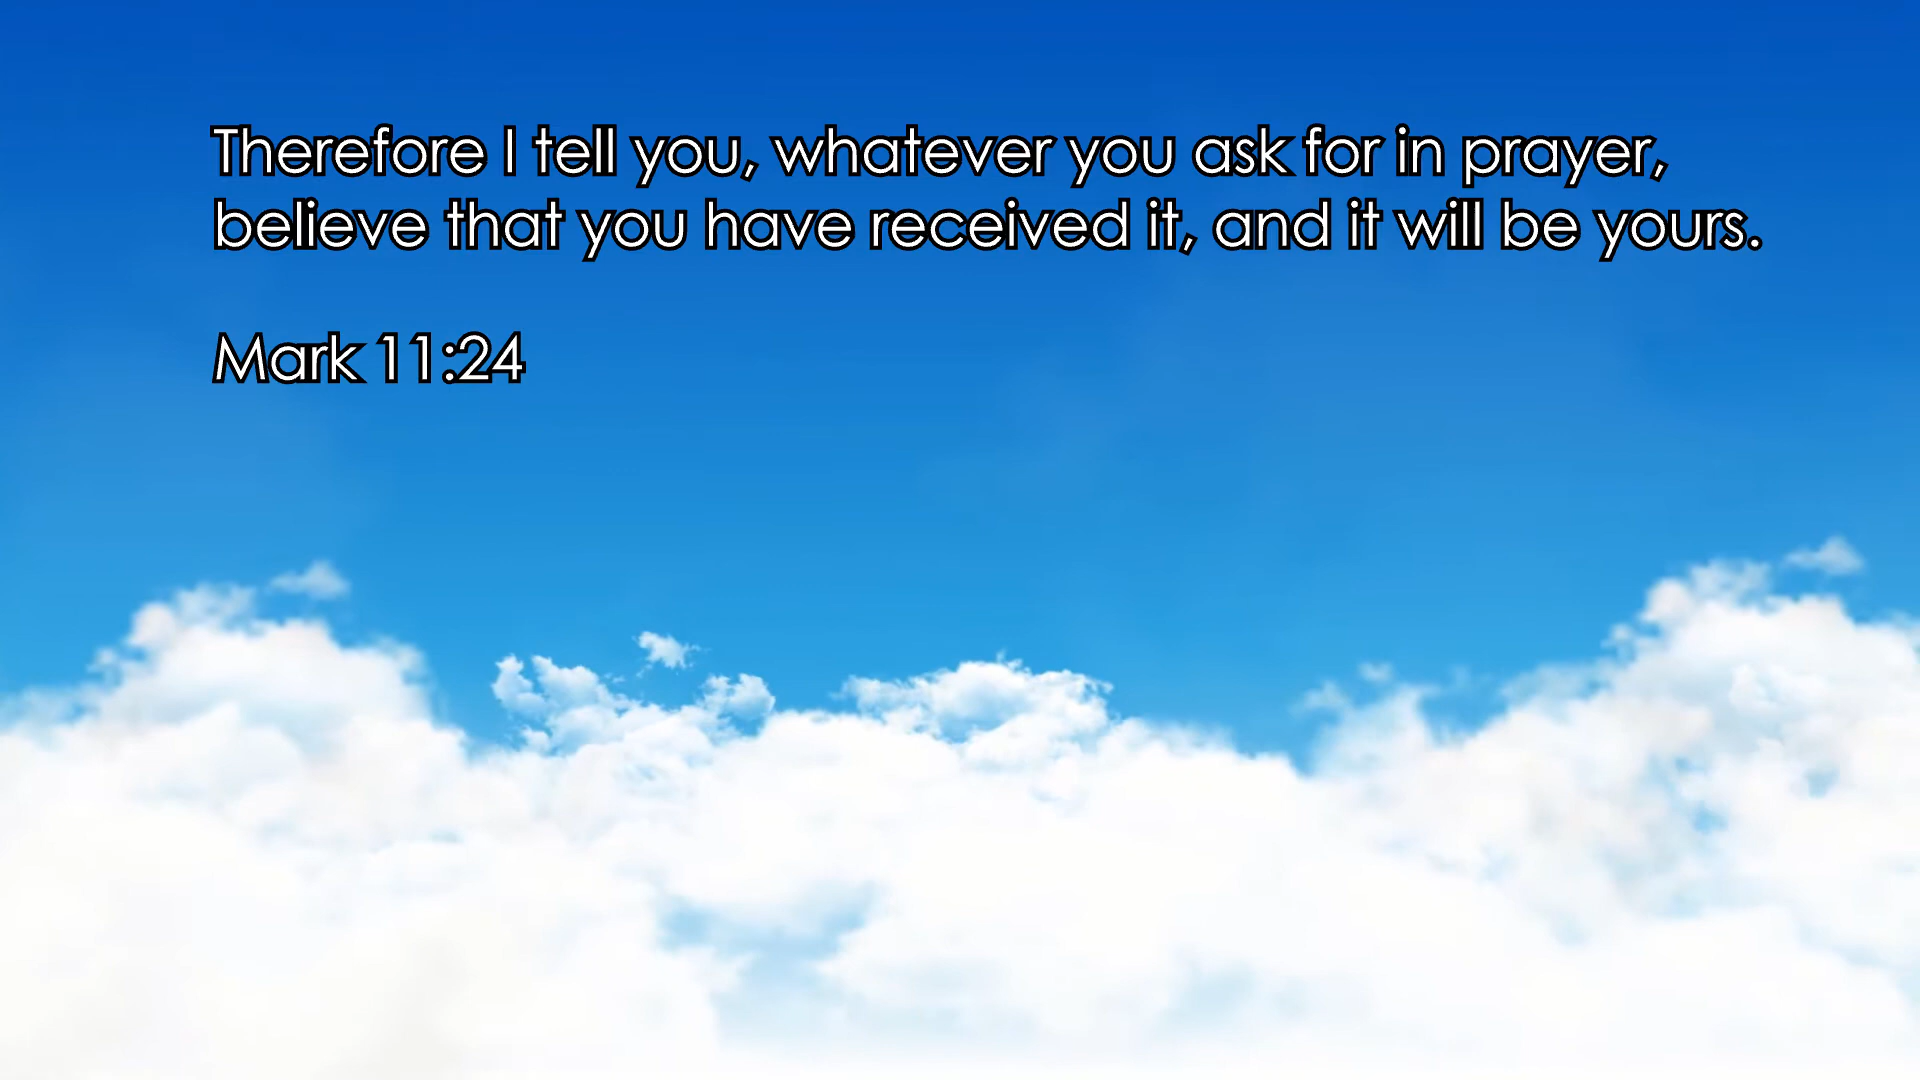 Therefore I tell you, whatever you ask for in prayer,
believe that you have received it, and it will be yours.
Mark 11:24